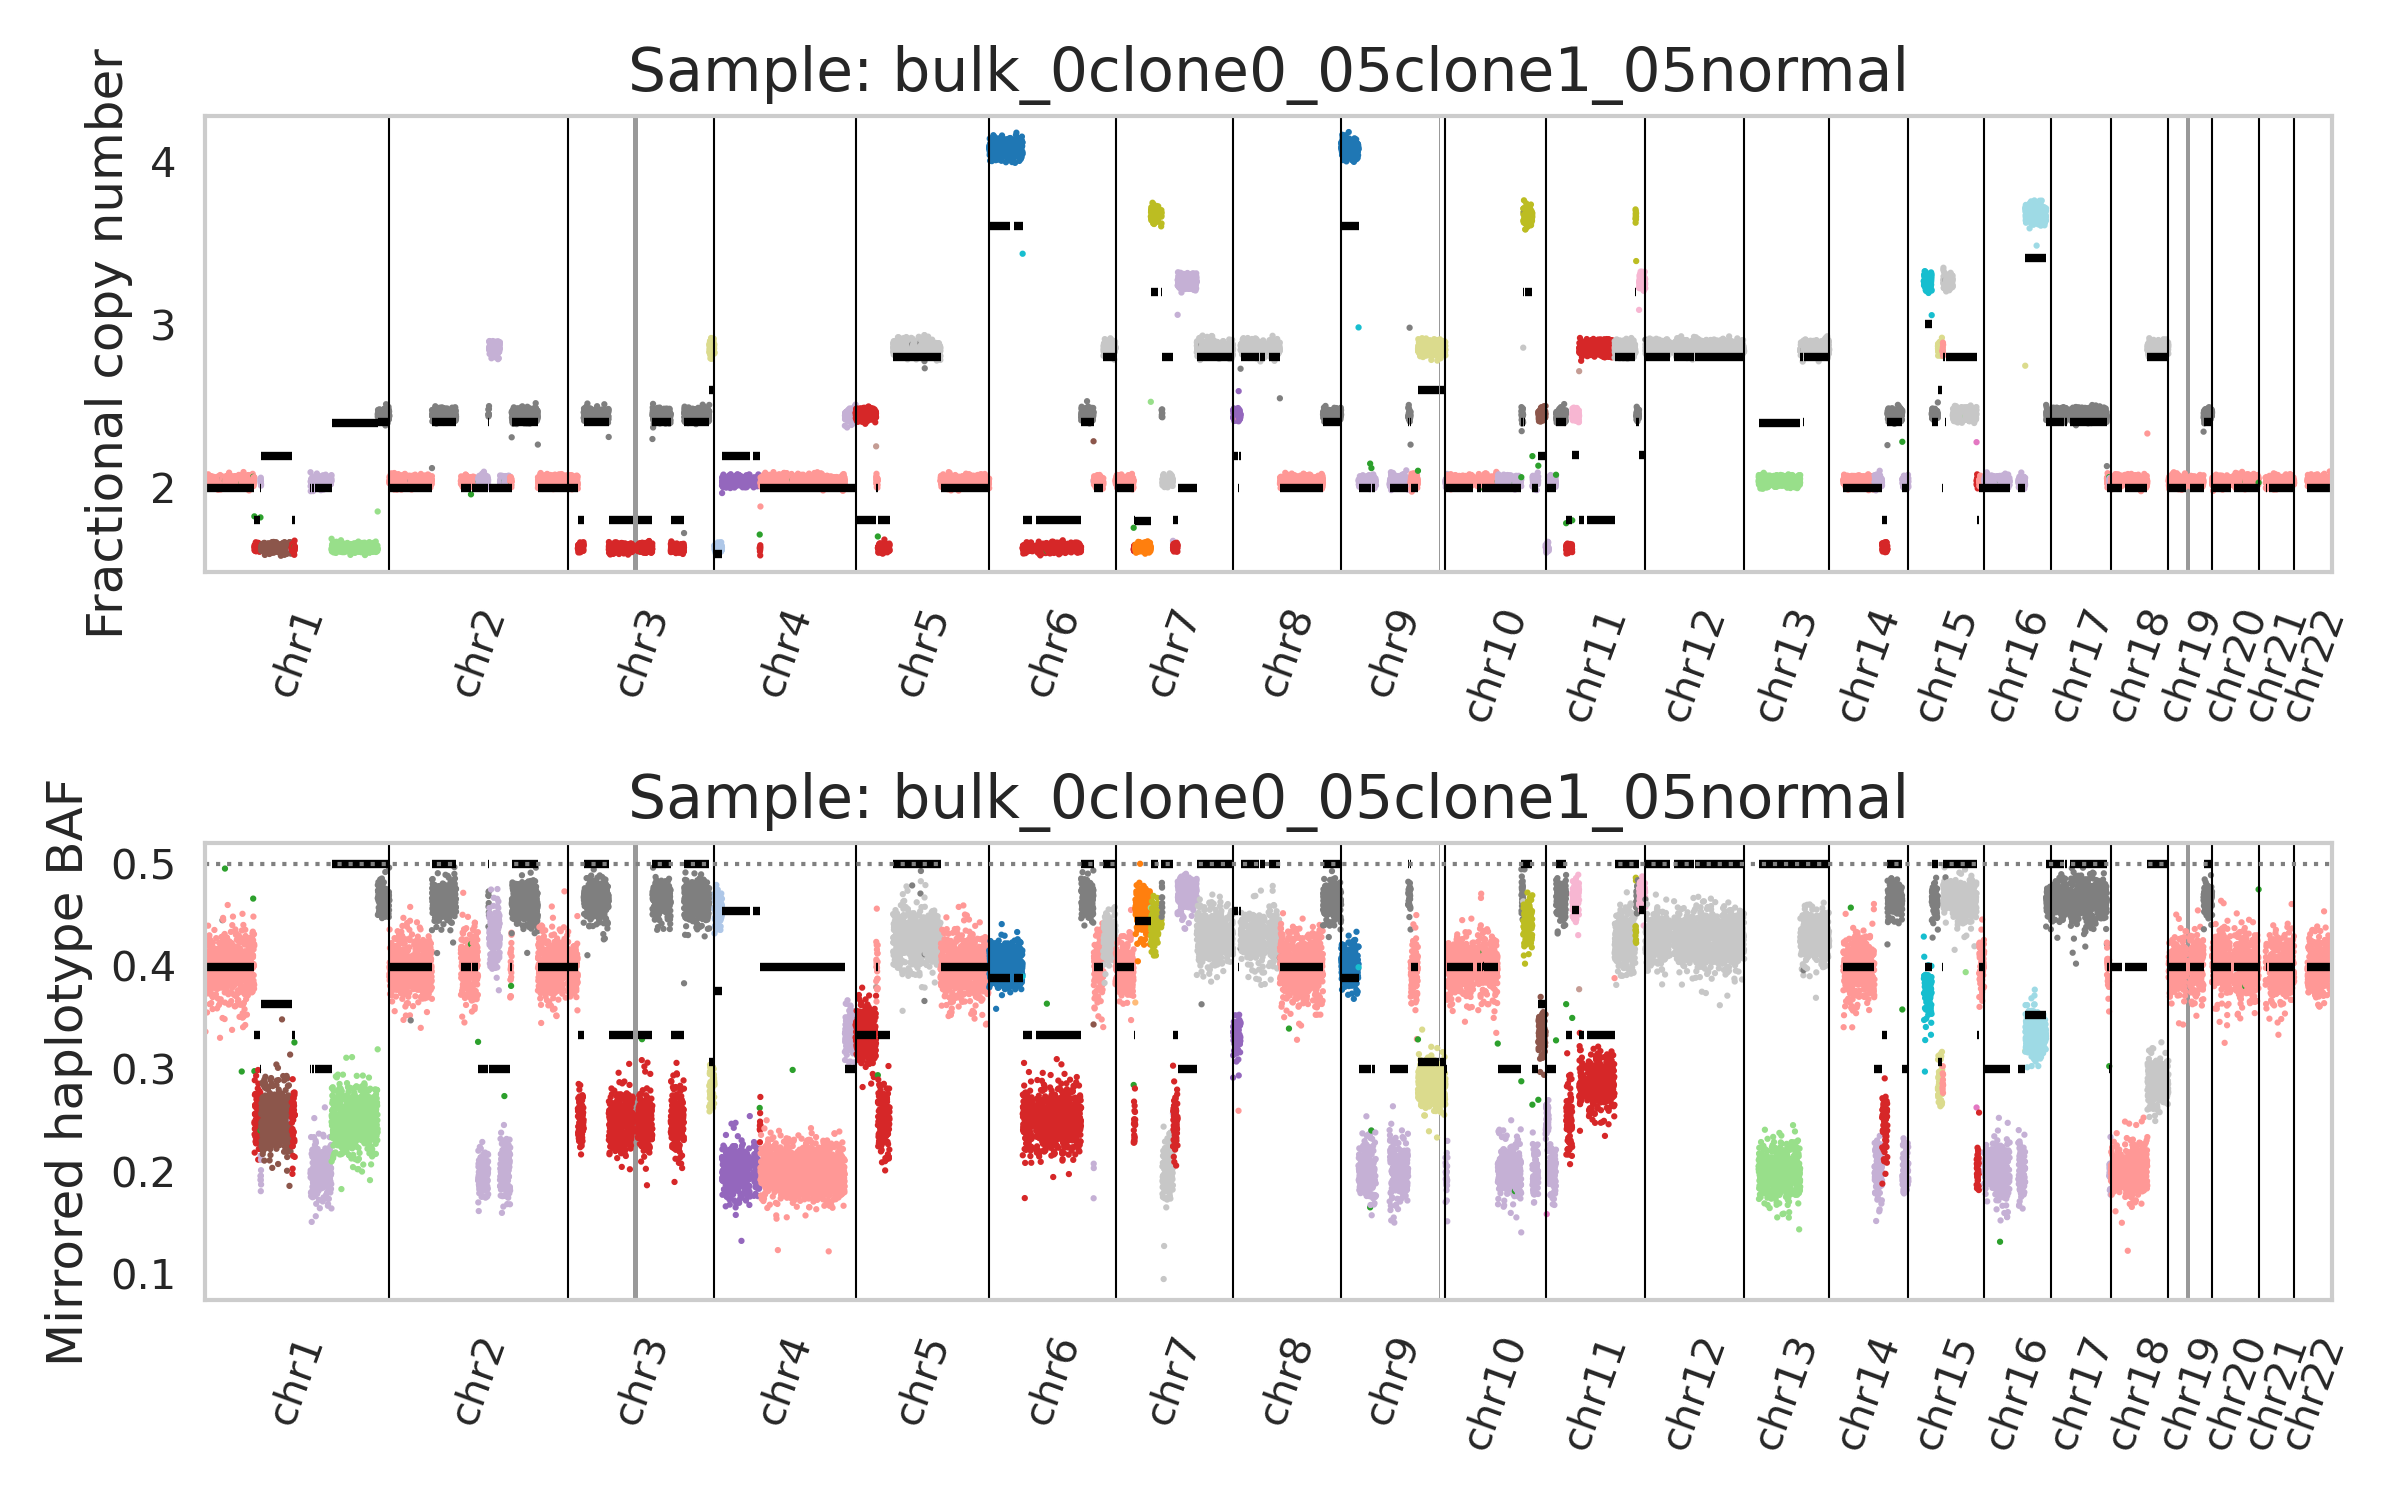 Sample: bulk_0clone0_05clone1_05normal
Fractional copy number
4
3
2
chr1 chr2 chr3 chr4 chr5 chr6 chr7 chr8 chr9 chr10 chr11 chr12 chr13 chr14 chr15 chr16 chr17 chr18 chr19 chr20 chr21 chr22
Sample: bulk_0clone0_05clone1_05normal
Mirrored haplotype BAF
0.5
0.4
0.3
0.2
0.1
chr1 chr2 chr3 chr4 chr5 chr6 chr7 chr8 chr9 chr10 chr11 chr12 chr13 chr14 chr15 chr16 chr17 chr18 chr19 chr20 chr21 chr22